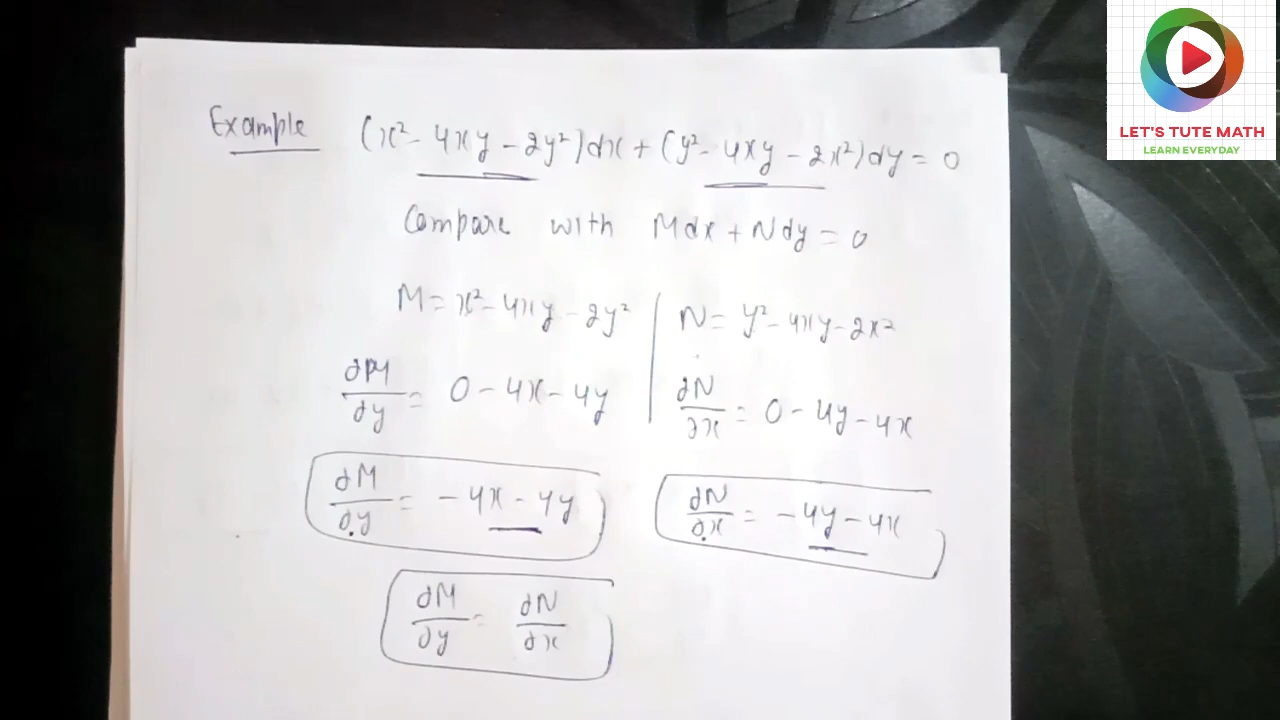 LET'S TUTE MATH
LEARN EVERYDAY
Example (x² - 4xy - 2y²)dx + (y² - 4xy - 2x²)dy = 0
Compare with Mdx + Ndy = 0
M = x² - 4xy - 2y² | N = y² - 4xy - 2x²
∂M/∂y = 0 - 4x - 4y | ∂N/∂x = 0 - 4y - 4x
∂M/∂y = -4x - 4y ∂N/∂x = -4y - 4x
∂M/∂y = ∂N/∂x